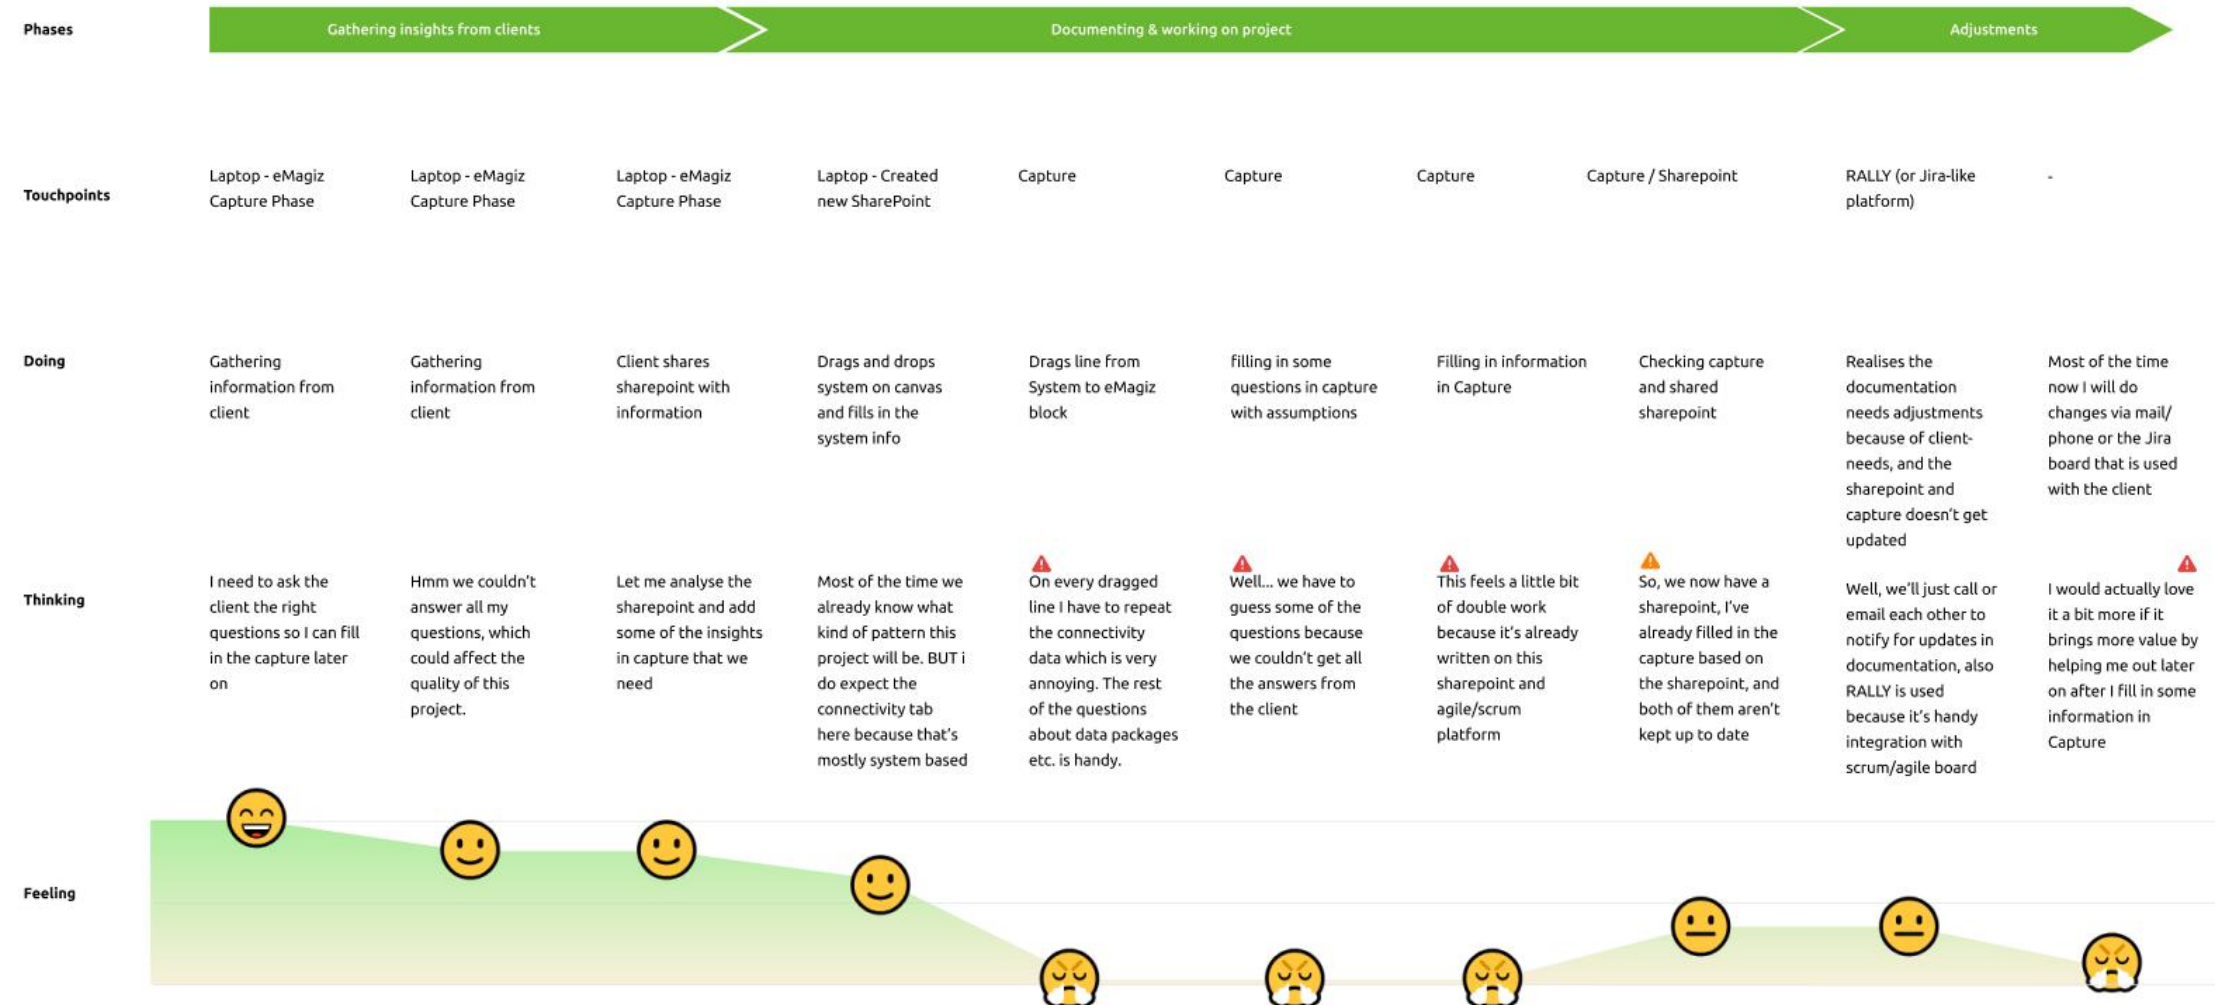 Phases
Gathering insights from clients
Documenting & working on project
Adjustments
Touchpoints
Laptop - eMagiz
Capture Phase
Laptop - eMagiz
Capture Phase
Laptop - eMagiz
Capture Phase
Laptop - Created
new SharePoint
Capture
Capture
Capture
Capture / Sharepoint
RALLY (or Jira-like
platform)
-
Doing
Gathering
information from
client
Gathering
information from
client
Client shares
sharepoint with
information
Drags and drops
system on canvas
and fills in the
system info
Drags line from
System to eMagiz
block
filling in some
questions in capture
with assumptions
Filling in information
in Capture
Checking capture
and shared
sharepoint
Realises the
documentation
needs adjustments
because of client-
needs, and the
sharepoint and
capture doesn't get
updated
Most of the time
now I will do
changes via mail/
phone or the Jira
board that is used
with the client
Thinking
I need to ask the
client the right
questions so I can fill
in the capture later
on
Hmm we couldn't
answer all my
questions, which
could affect the
quality of this
project.
Let me analyse the
sharepoint and add
some of the insights
in capture that we
need
Most of the time we
already know what
kind of pattern this
project will be. BUT i
do expect the
connectivity tab
here because that's
mostly system based
On every dragged
line I have to repeat
the connectivity
data which is very
annoying. The rest
of the questions
about data packages
etc. is handy.
Well... we have to
guess some of the
questions because
we couldn't get all
the answers from
the client
This feels a little bit
of double work
because it's already
written on this
sharepoint and
agile/scrum
platform
So, we now have a
sharepoint, I've
already filled in the
capture based on
the sharepoint, and
both of them aren't
kept up to date
Well, we'll just call or
email each other to
notify for updates in
documentation, also
RALLY is used
because it's handy
integration with
scrum/agile board
I would actually love
it a bit more if it
brings more value by
helping me out later
on after I fill in some
information in
Capture
Feeling